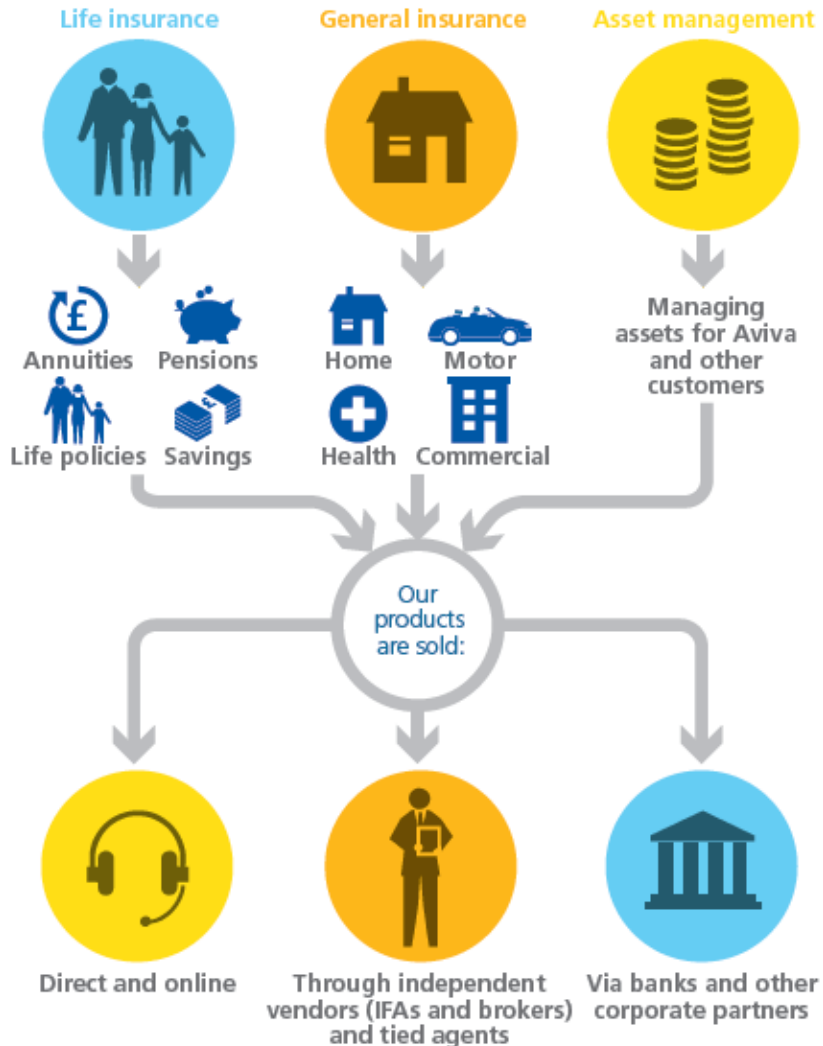 Life insurance
General insurance
Asset management
£
Annuities
Pensions
Life policies
£
Savings
Home
Motor
Health
Commercial
Managing
assets for Aviva
and other
customers
Our
products
are sold:
Direct and online
Through independent
vendors (IFAs and brokers)
and tied agents
Via banks and other
corporate partners